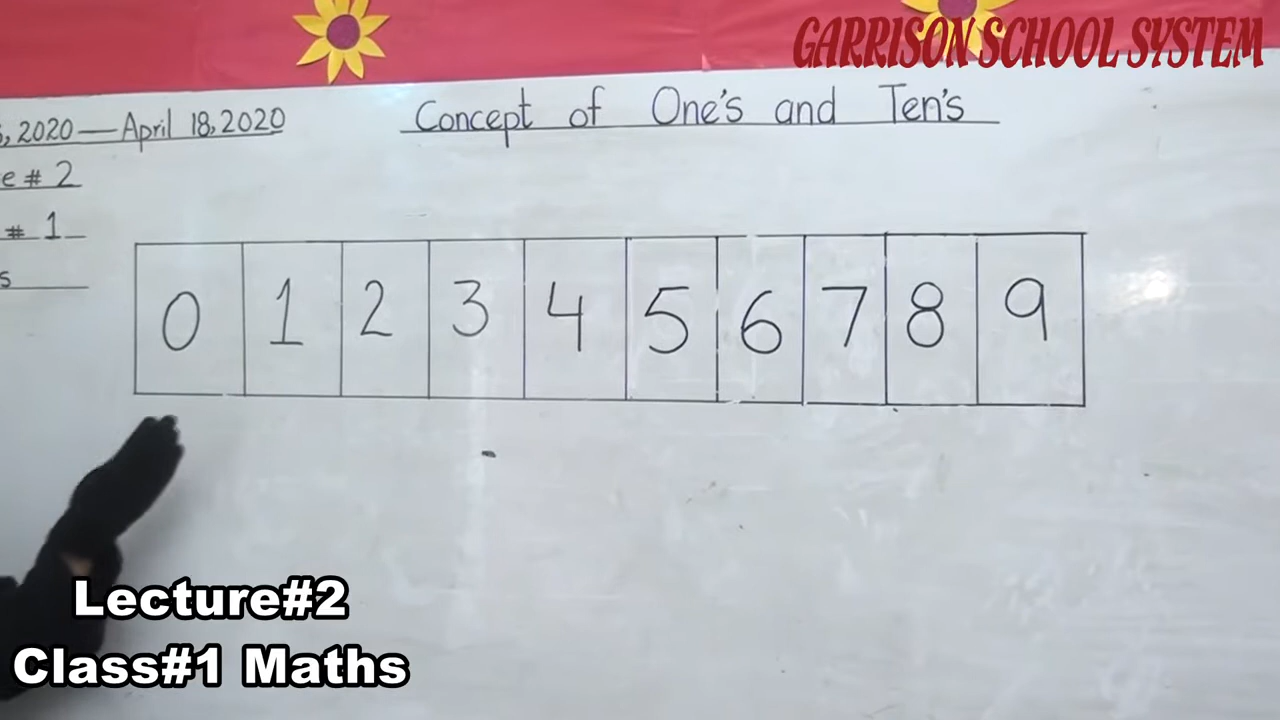 GARRISON SCHOOL SYSTEM
, 2020 — April 18, 2020
Concept of One's and Ten's
e # 2
# 1
s
0 1 2 3 4 5 6 7 8 9
Lecture#2
Class#1 Maths